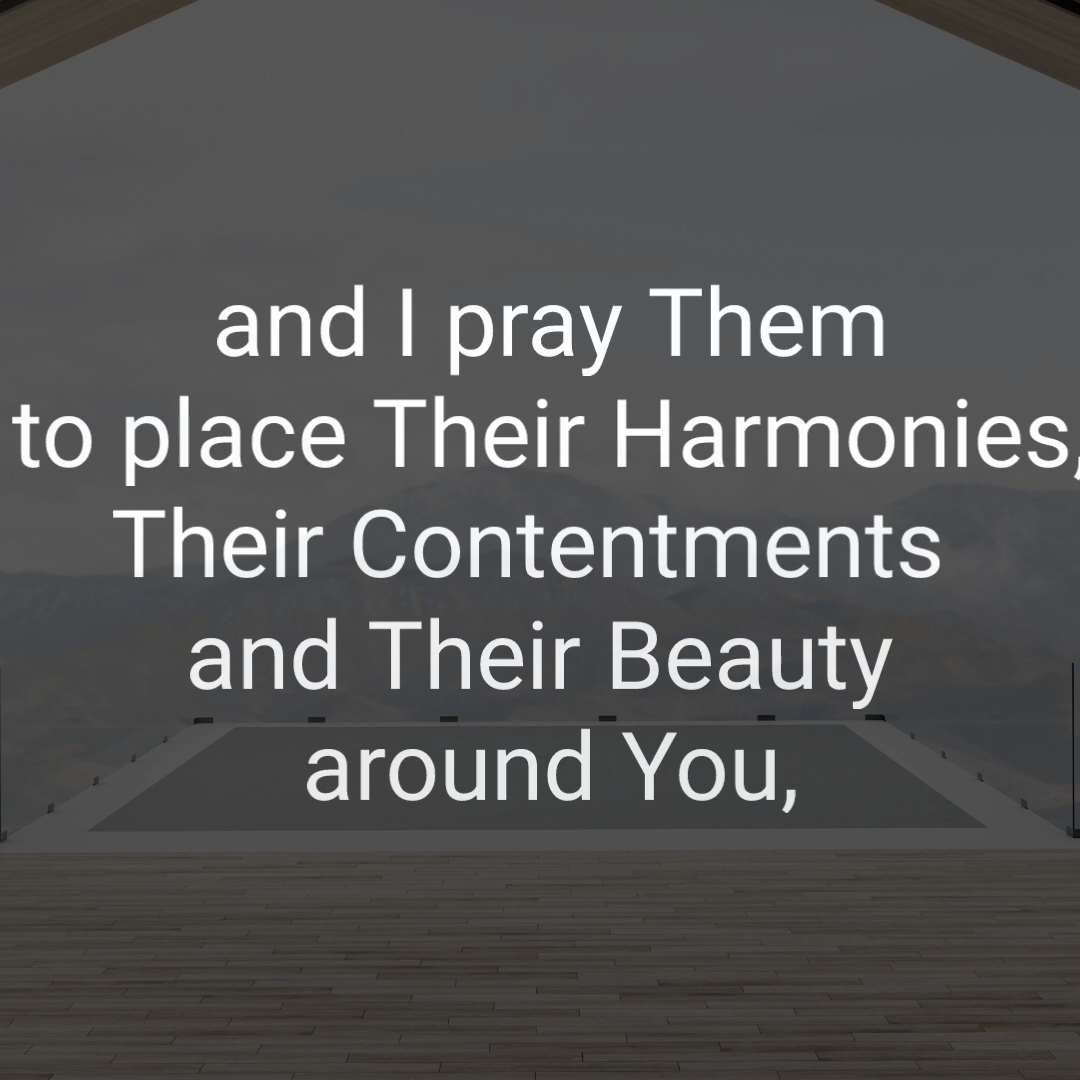 and I pray Them
to place Their Harmonies,
Their Contentments
and Their Beauty
around You,